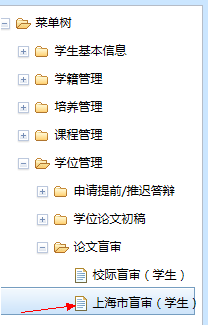 菜单树
学生基本信息
学籍管理
培养管理
课程管理
学位管理
申请提前/推迟答辩
学位论文初稿
论文盲审
校际盲审（学生）
上海市盲审（学生）